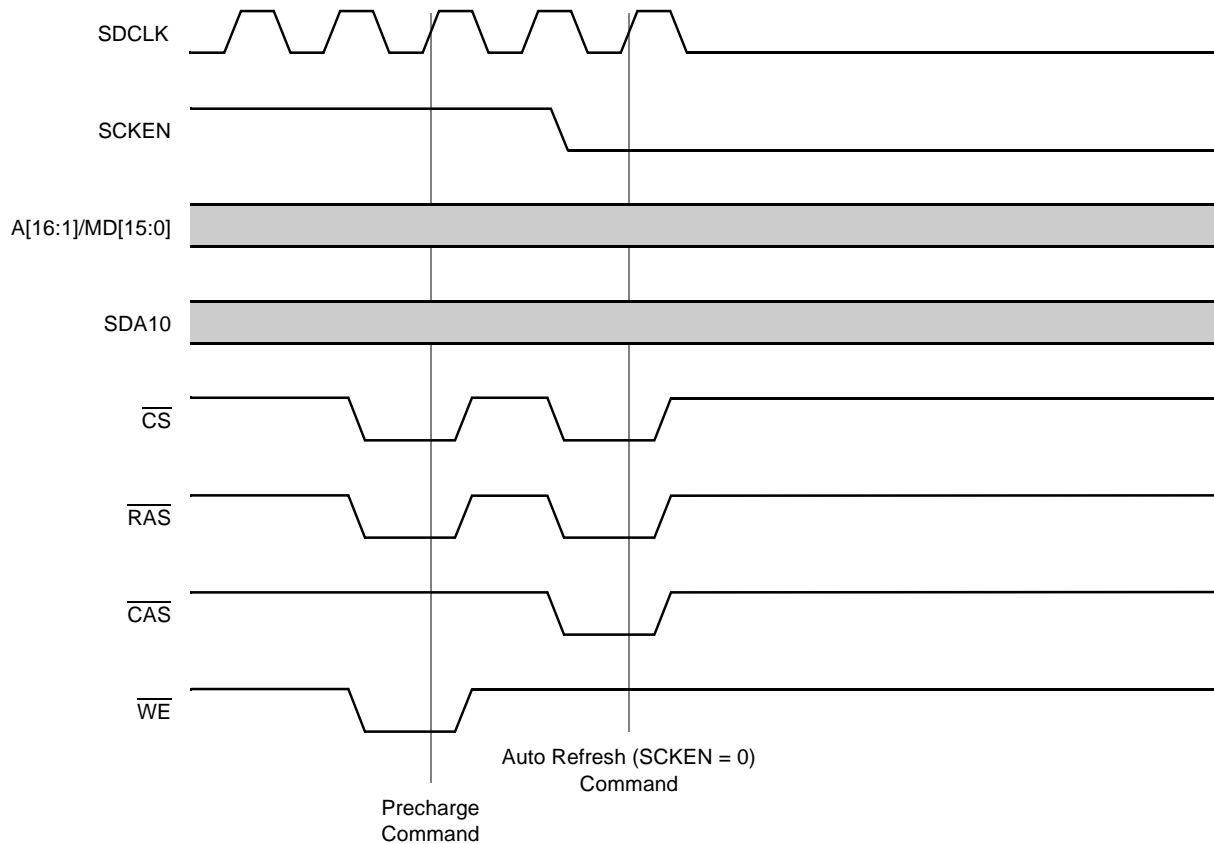 SDCLK
SCKEN
A[16:1]/MD[15:0]
SDA10
CS
RAS
CAS
WE
Auto Refresh (SCKEN = 0)
Command
Precharge
Command